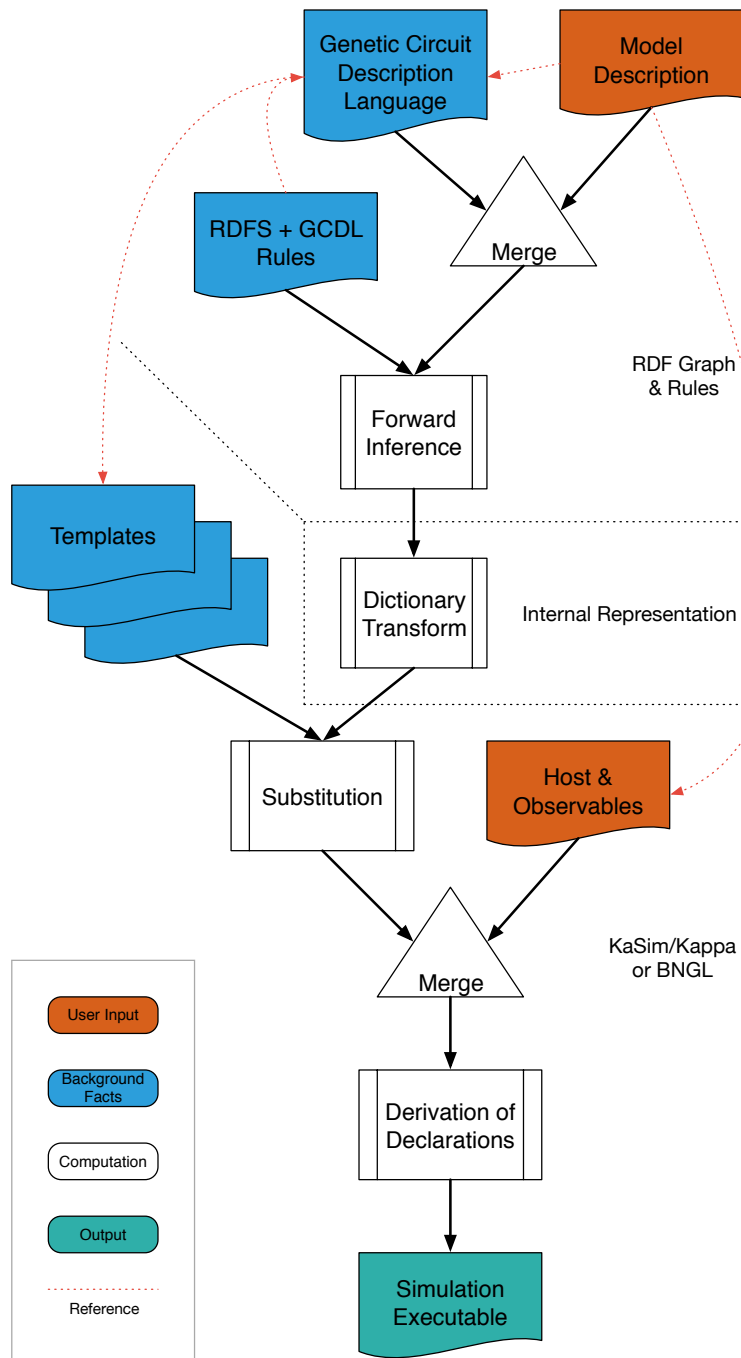 Genetic Circuit
Description
Language
Model
Description
RDFS + GCDL
Rules
Merge
RDF Graph
& Rules
Forward
Inference
Templates
Dictionary
Transform
Internal Representation
Substitution
Host &
Observables
KaSim/Kappa
or BNGL
Merge
User Input
Background
Facts
Computation
Output
Reference
Derivation of
Declarations
Simulation
Executable